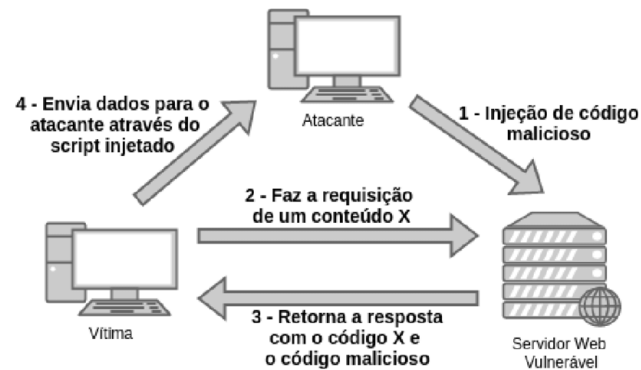 4 - Envia dados para o
atacante através do
script injetado
Atacante
1 - Injeção de código
malicioso
2 - Faz a requisição
de um conteúdo X
Vítima
3 - Retorna a resposta
com o código X e
o código malicioso
Servidor Web
Vulnerável